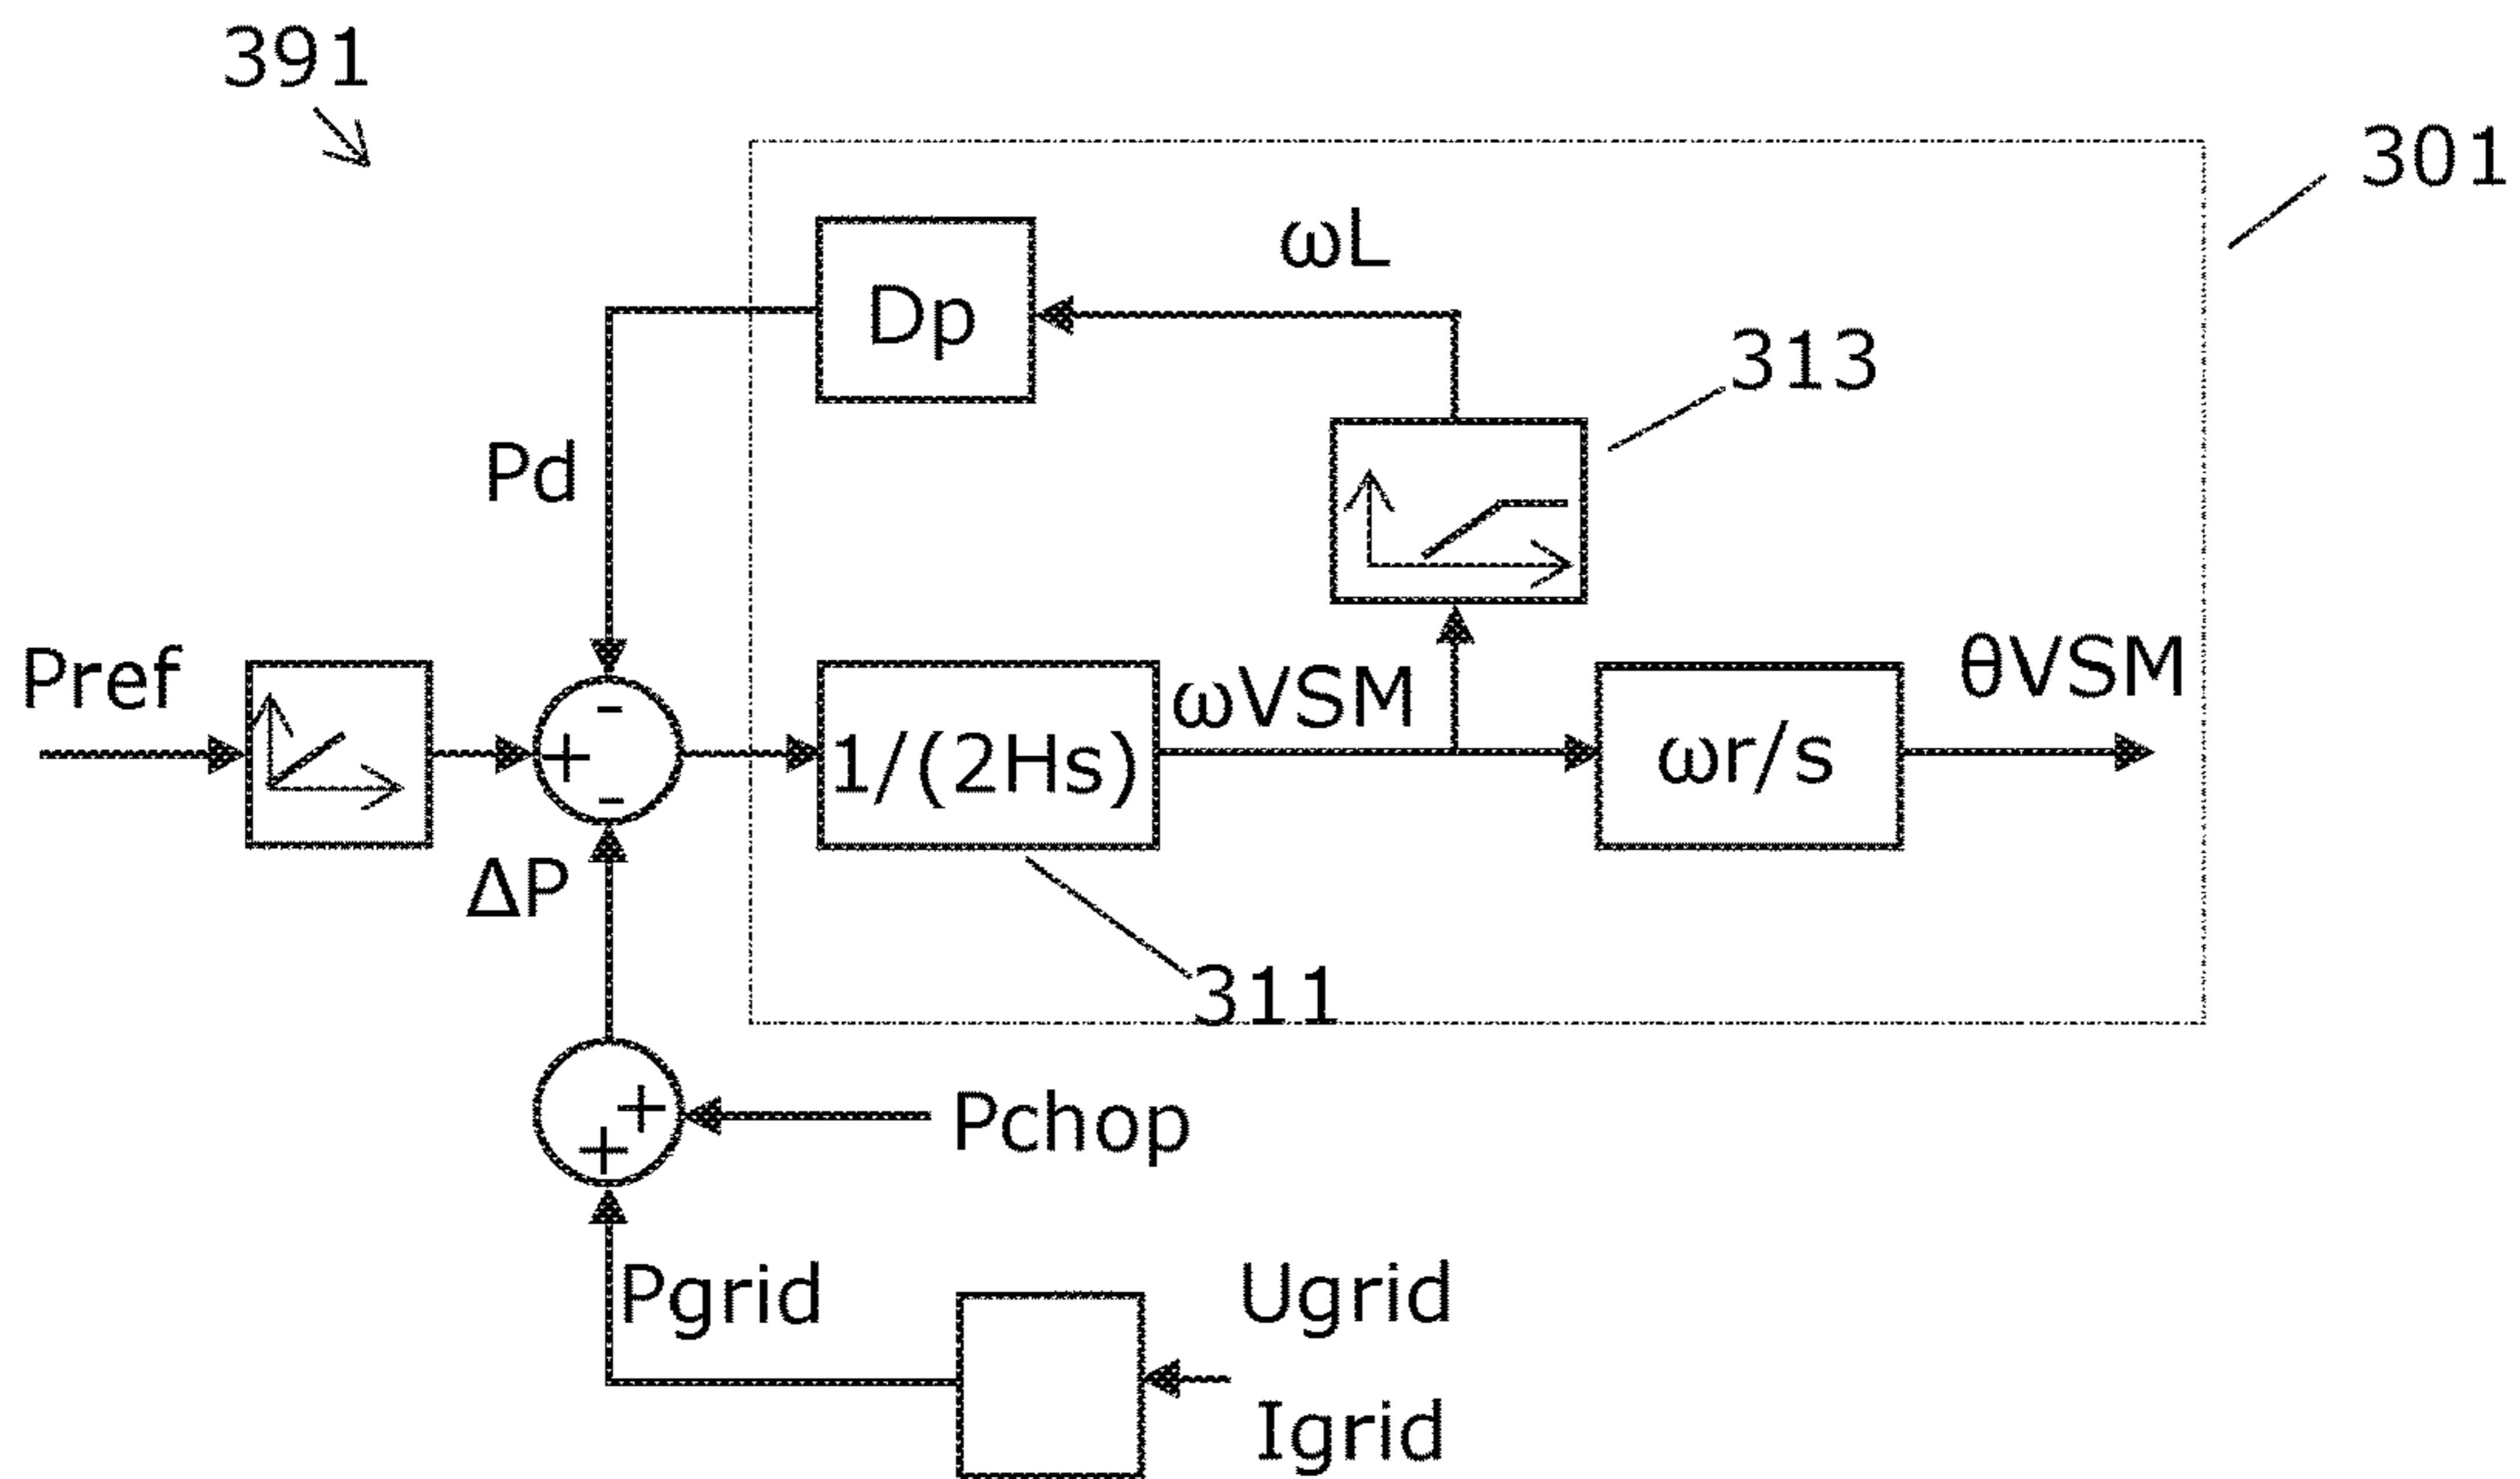 391
301
ωL
Dp
313
Pd
Pref
-
+
-
1/(2Hs)
ωVSM
ωr/s
θVSM
ΔP
311
+
+
Pchop
Pgrid
Ugrid
Igrid